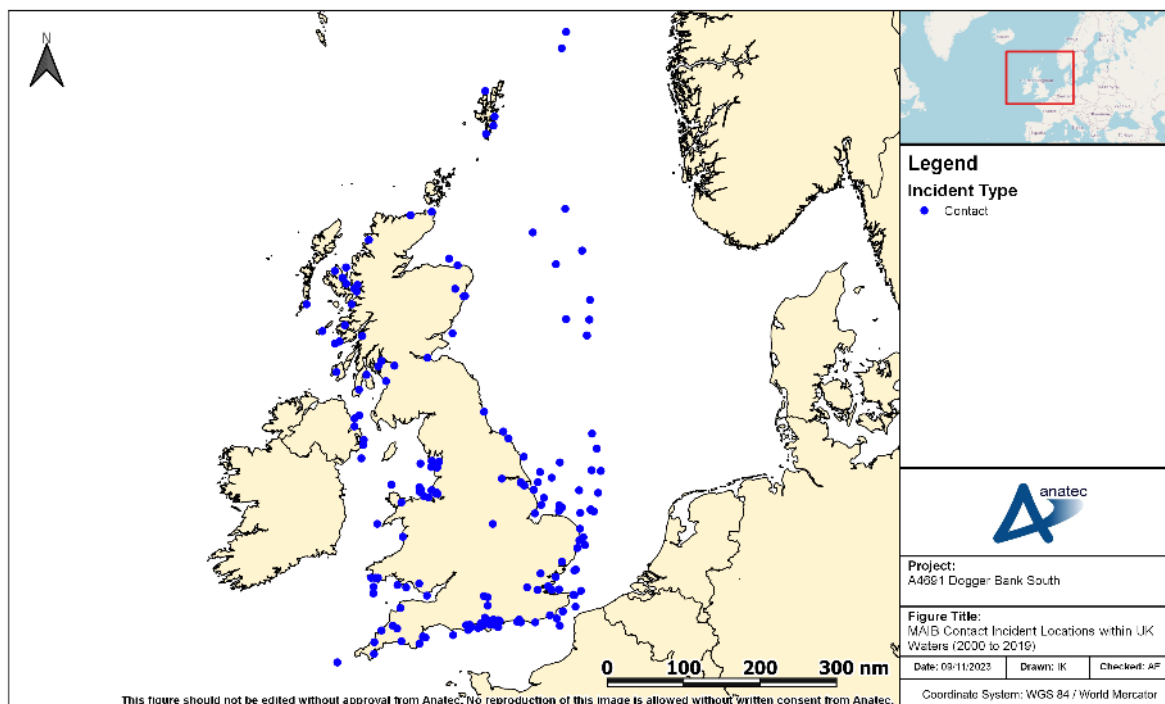 N
Legend
Incident Type
Contact
anatec
Project:
A4691 Dogger Bank South
Figure Title:
MAIB Contact Incident Locations within UK
Waters (2000 to 2019)
Date: 09/11/2023
Drawn: IK
Checked: AF
Coordinate System: WGS 84 / World Mercator
0 100 200 300 nm
This figure should not be edited without approval from Anatec. No reproduction of this image is allowed without written consent from Anatec.